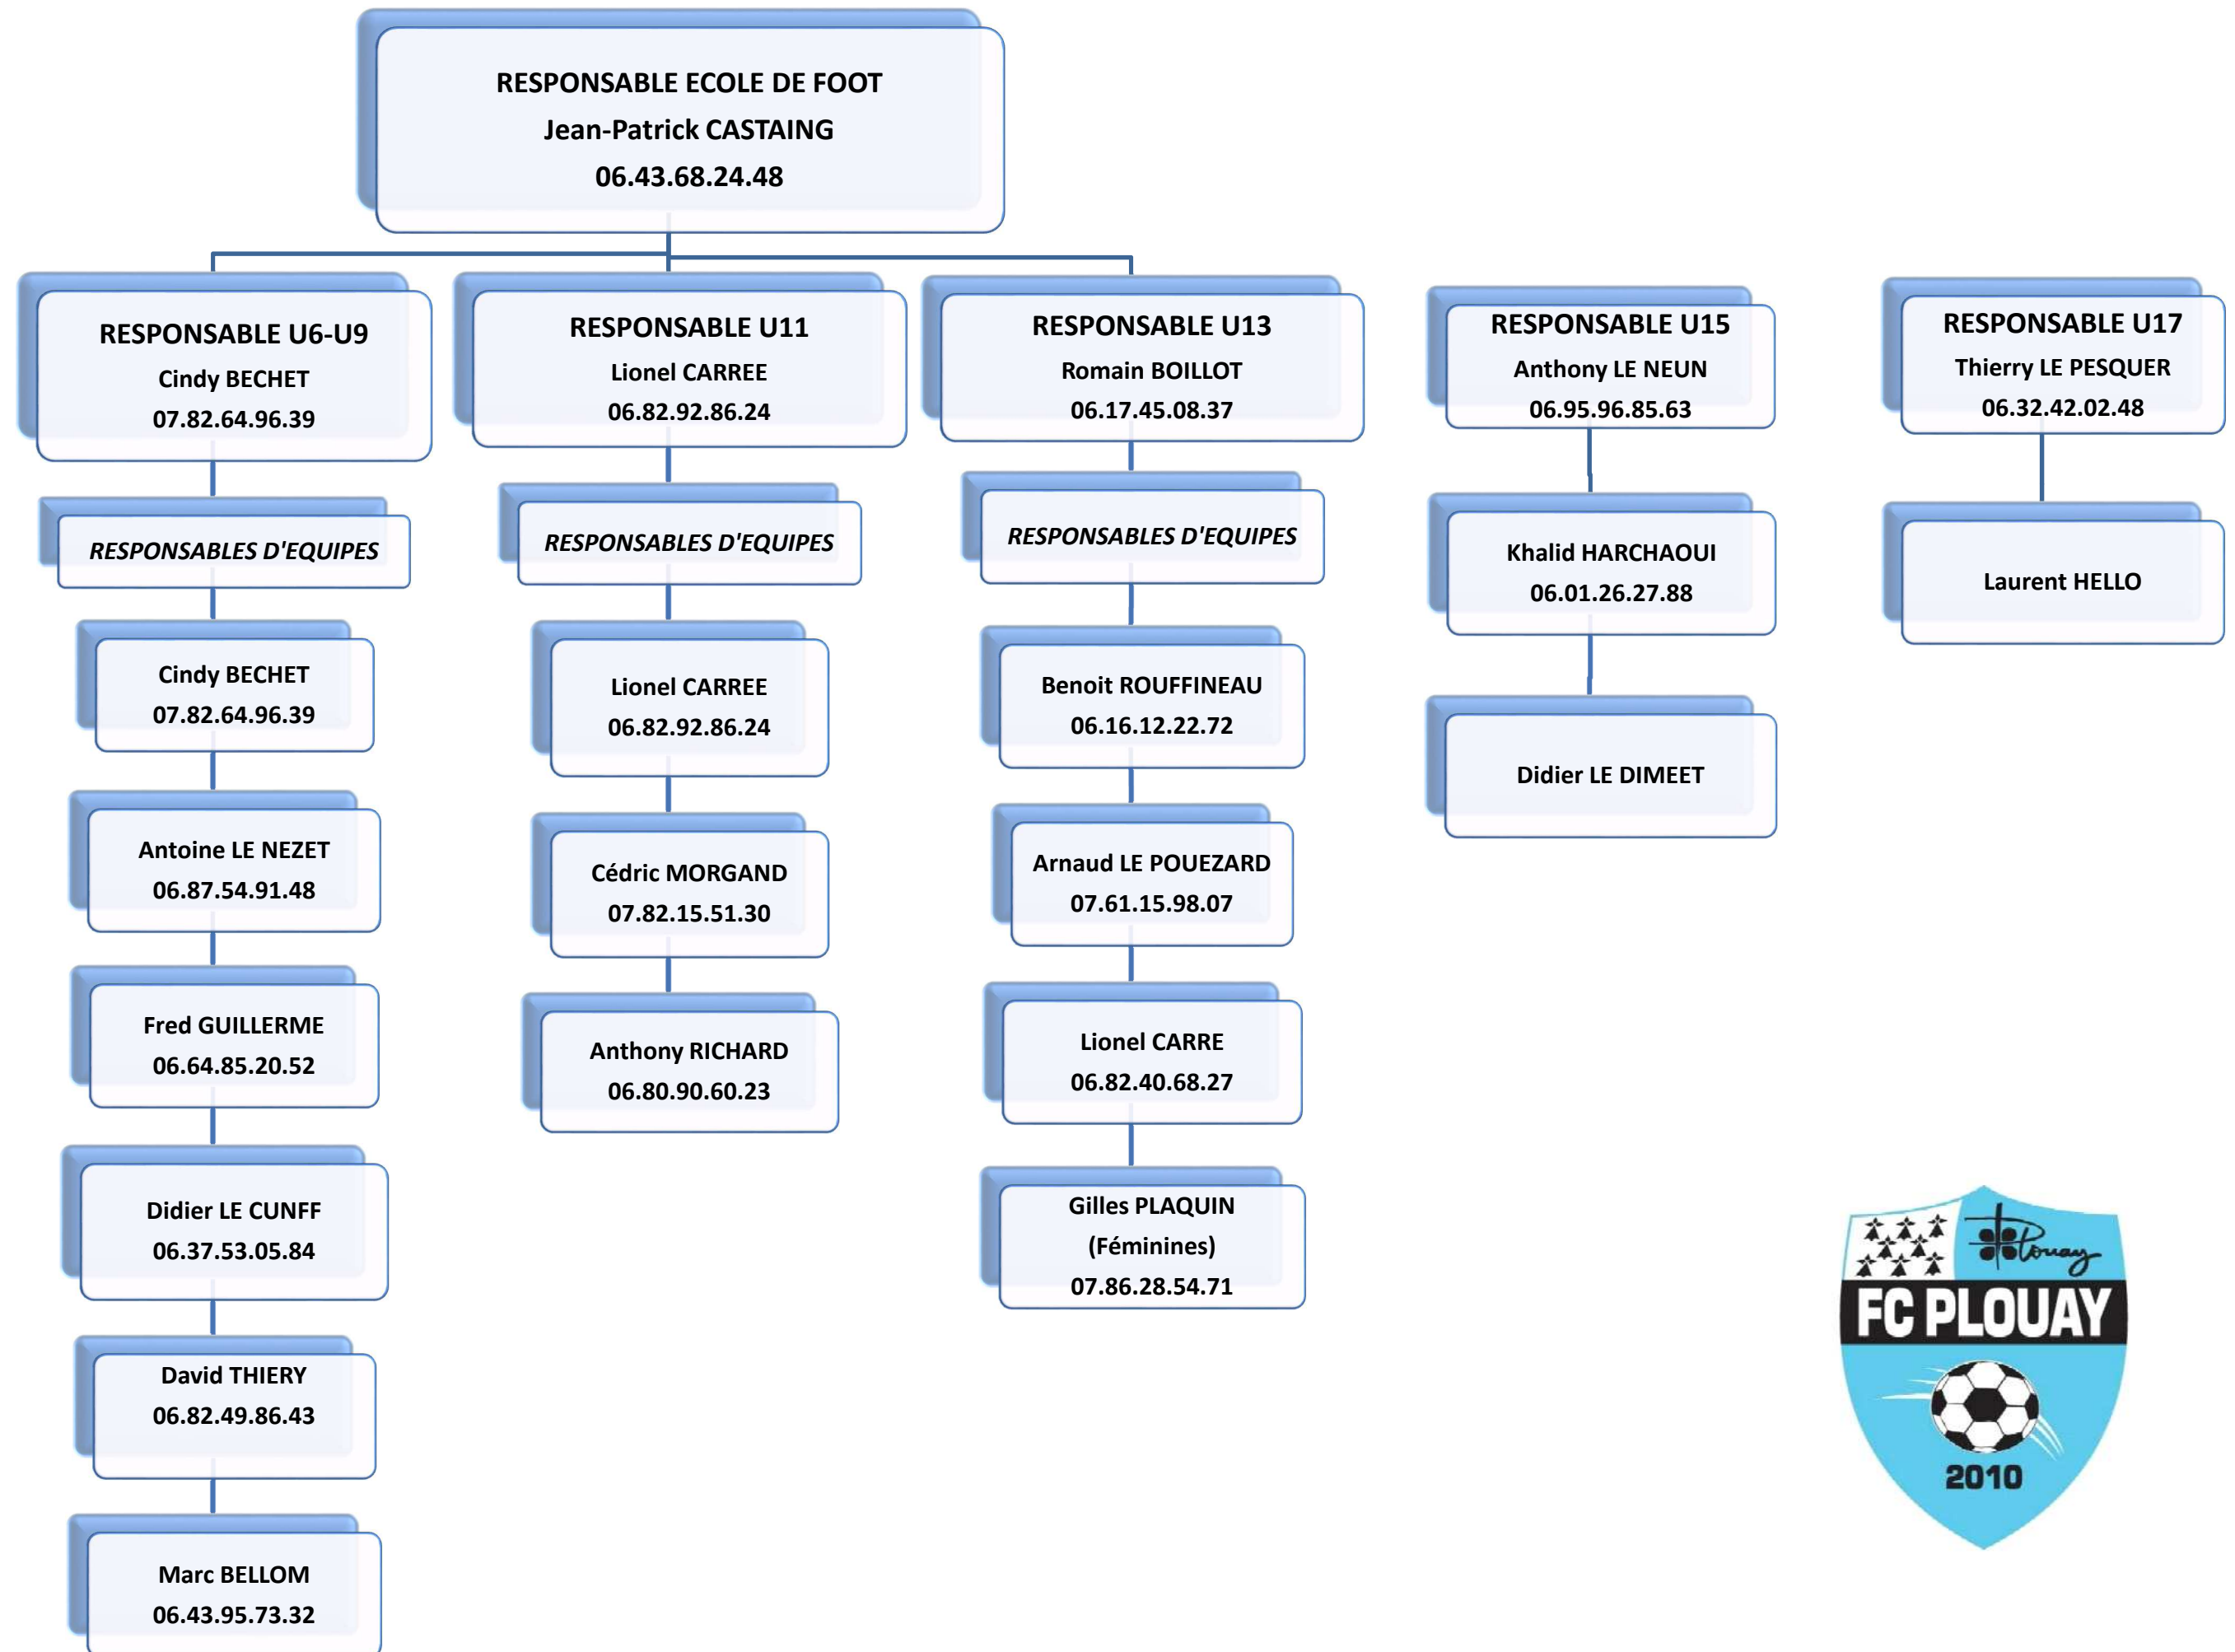 RESPONSABLE ECOLE DE FOOT
Jean-Patrick CASTAING
06.43.68.24.48
RESPONSABLE U6-U9
Cindy BECHET
07.82.64.96.39
RESPONSABLES D'EQUIPES
Cindy BECHET
07.82.64.96.39
Antoine LE NEZET
06.87.54.91.48
Fred GUILLERME
06.64.85.20.52
Didier LE CUNFF
06.37.53.05.84
David THIERY
06.82.49.86.43
Marc BELLOM
06.43.95.73.32
RESPONSABLE U11
Lionel CARREE
06.82.92.86.24
RESPONSABLES D'EQUIPES
Lionel CARREE
06.82.92.86.24
Cédric MORGAND
07.82.15.51.30
Anthony RICHARD
06.80.90.60.23
RESPONSABLE U13
Romain BOILLOT
06.17.45.08.37
RESPONSABLES D'EQUIPES
Benoit ROUFFINEAU
06.16.12.22.72
Arnaud LE POUEZARD
07.61.15.98.07
Lionel CARRE
06.82.40.68.27
Gilles PLAQUIN
(Féminines)
07.86.28.54.71
RESPONSABLE U15
Anthony LE NEUN
06.95.96.85.63
Khalid HARCHAOUI
06.01.26.27.88
Didier LE DIMEET
RESPONSABLE U17
Thierry LE PESQUER
06.32.42.02.48
Laurent HELLO
Plouay
FC PLOUAY
2010